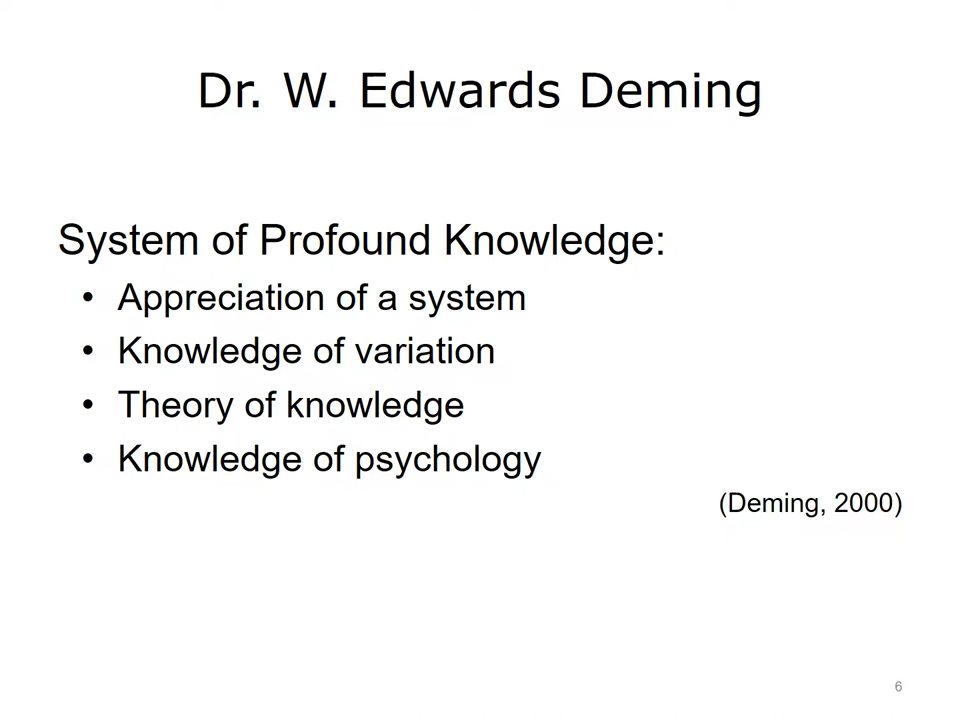 Dr. W. Edwards Deming
System of Profound Knowledge:
• Appreciation of a system
• Knowledge of variation
• Theory of knowledge
• Knowledge of psychology
(Deming, 2000)
6